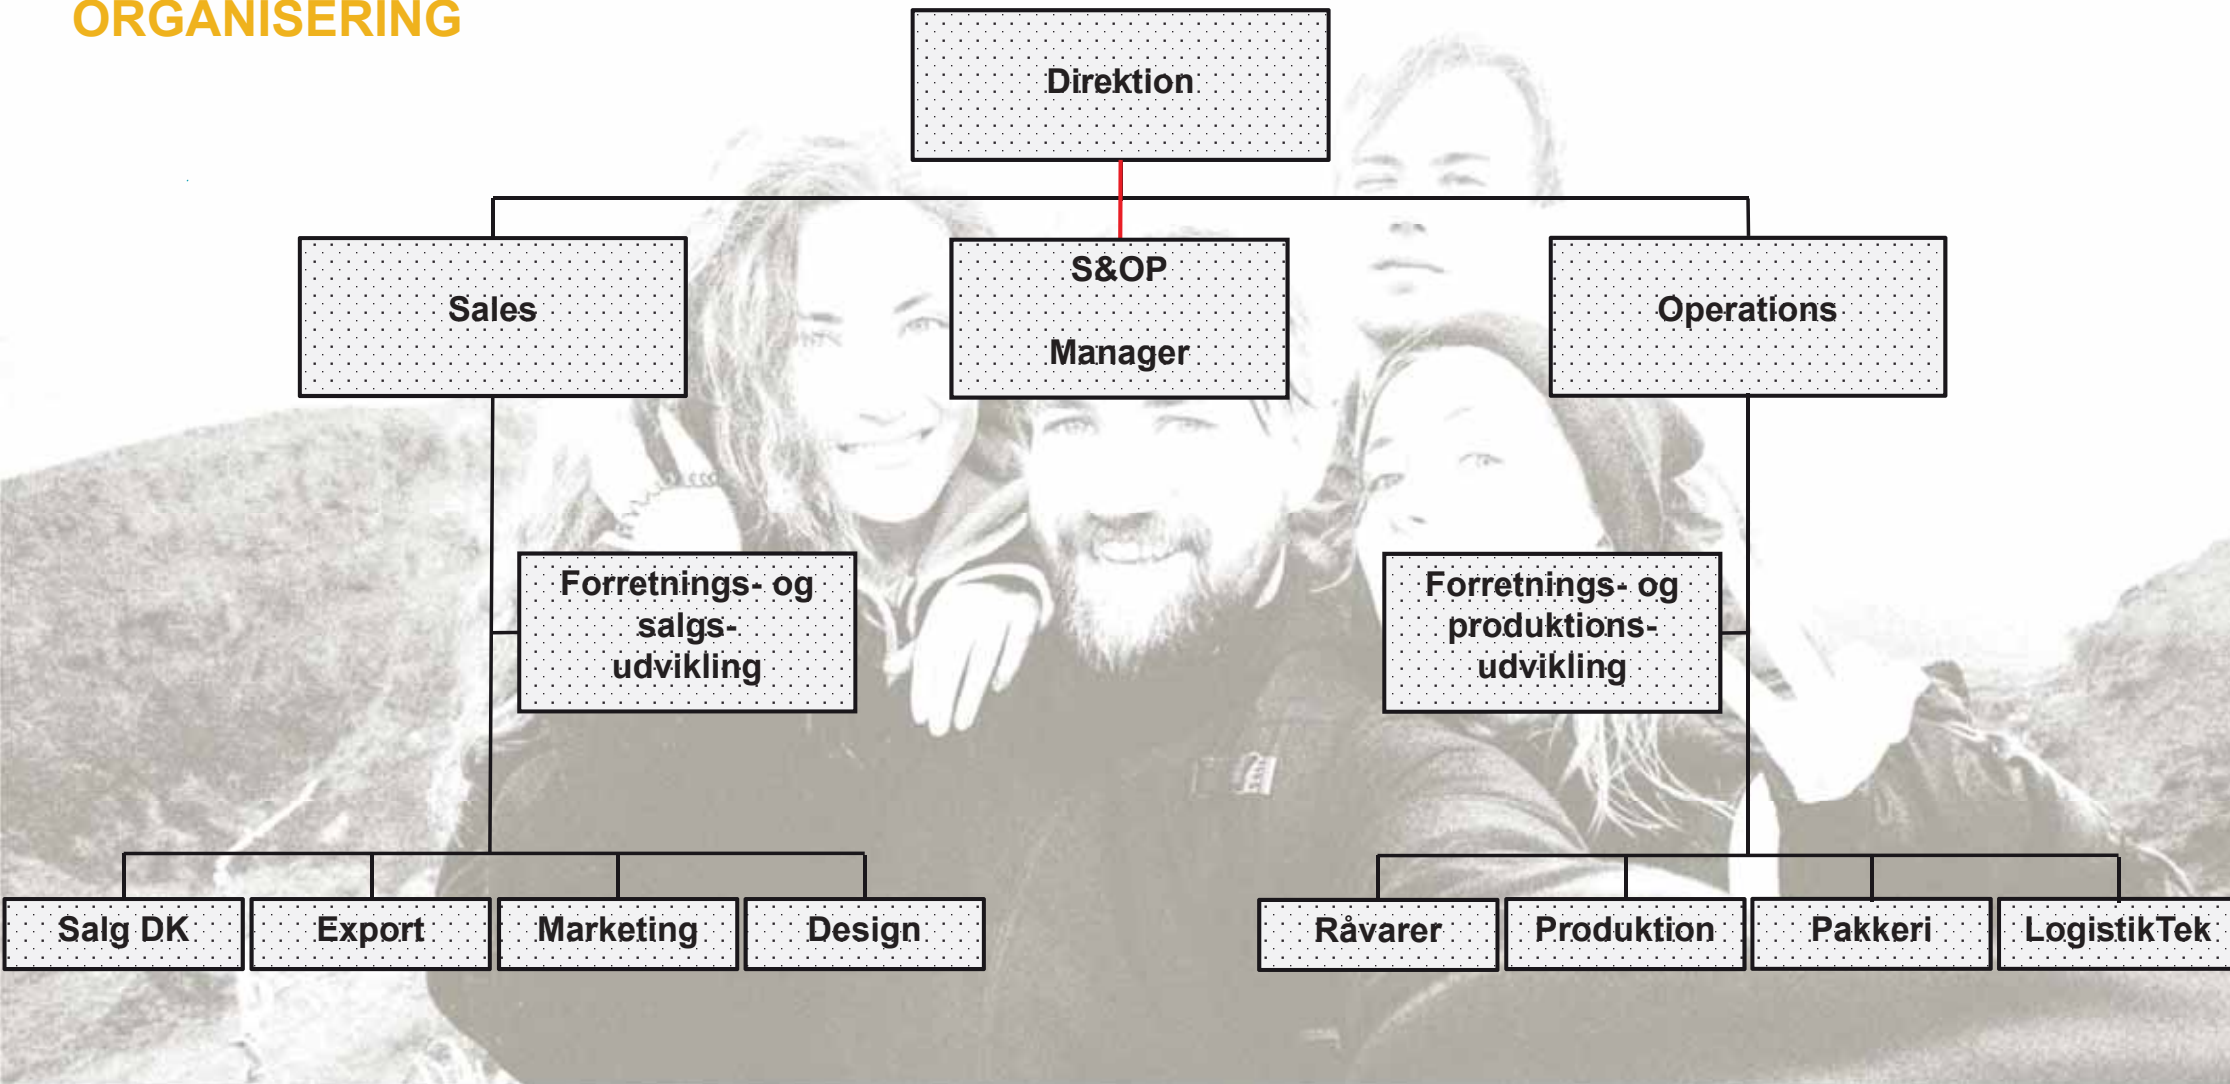 ORGANISERING
Direktion
Sales
S&OP
Manager
Operations
Forretnings- og
salgs-
udvikling
Forretnings- og
produktions-
udvikling
Salg DK
Export
Marketing
Design
Råvarer
Produktion
Pakkeri
LogistikTek